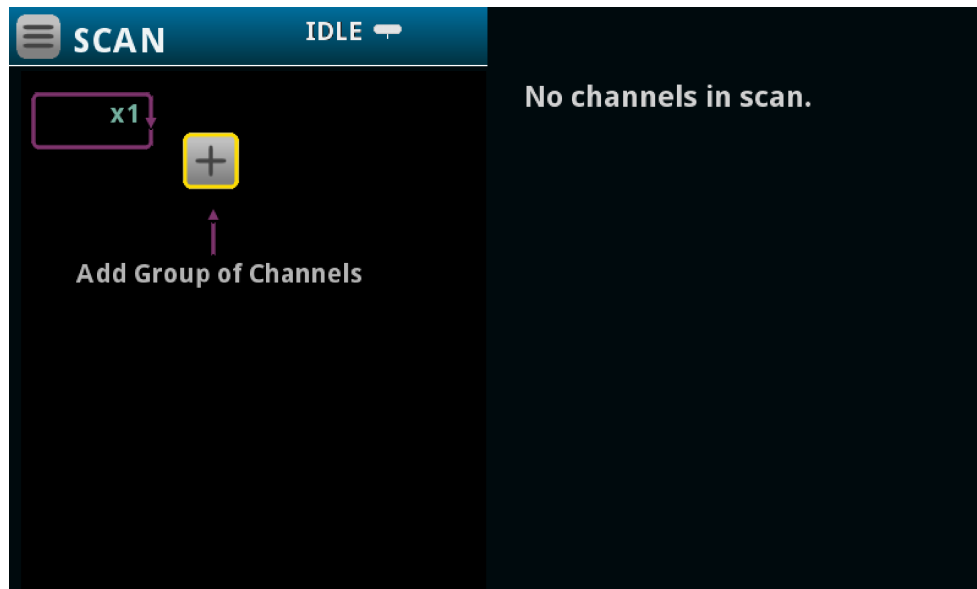 SCAN
IDLE
x1
Add Group of Channels
No channels in scan.